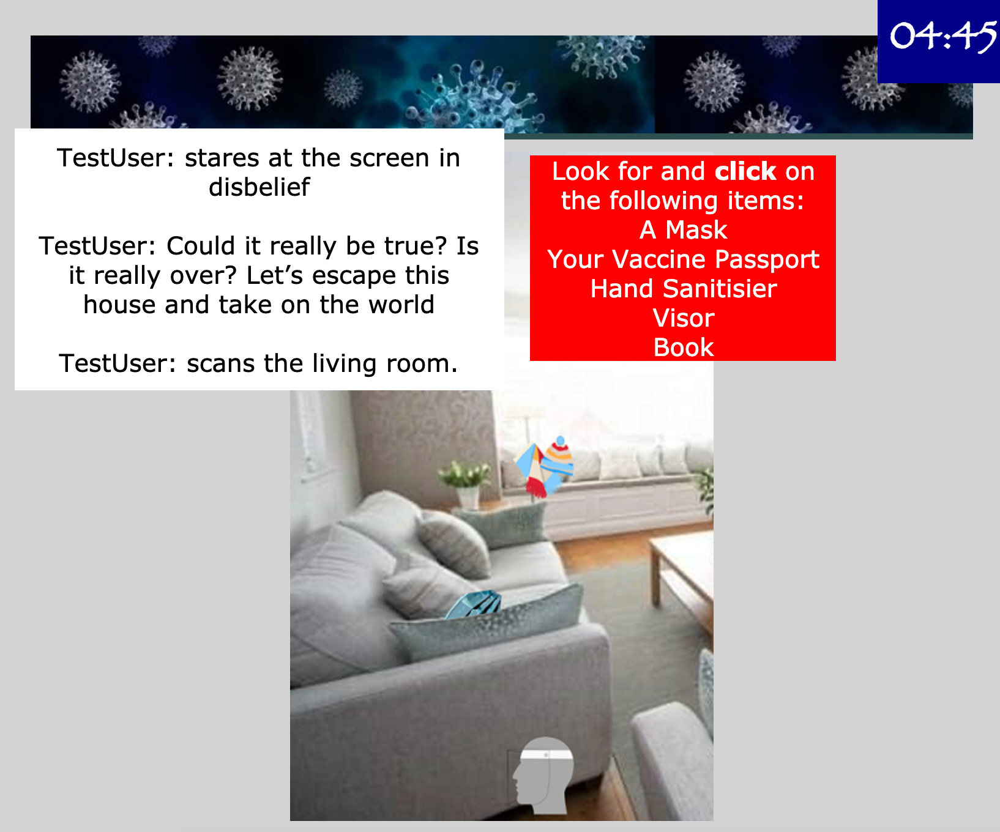 04:45
TestUser: stares at the screen in
disbelief
TestUser: Could it really be true? Is
it really over? Let’s escape this
house and take on the world
TestUser: scans the living room.
Look for and click on
the following items:
A Mask
Your Vaccine Passport
Hand Sanitisier
Visor
Book